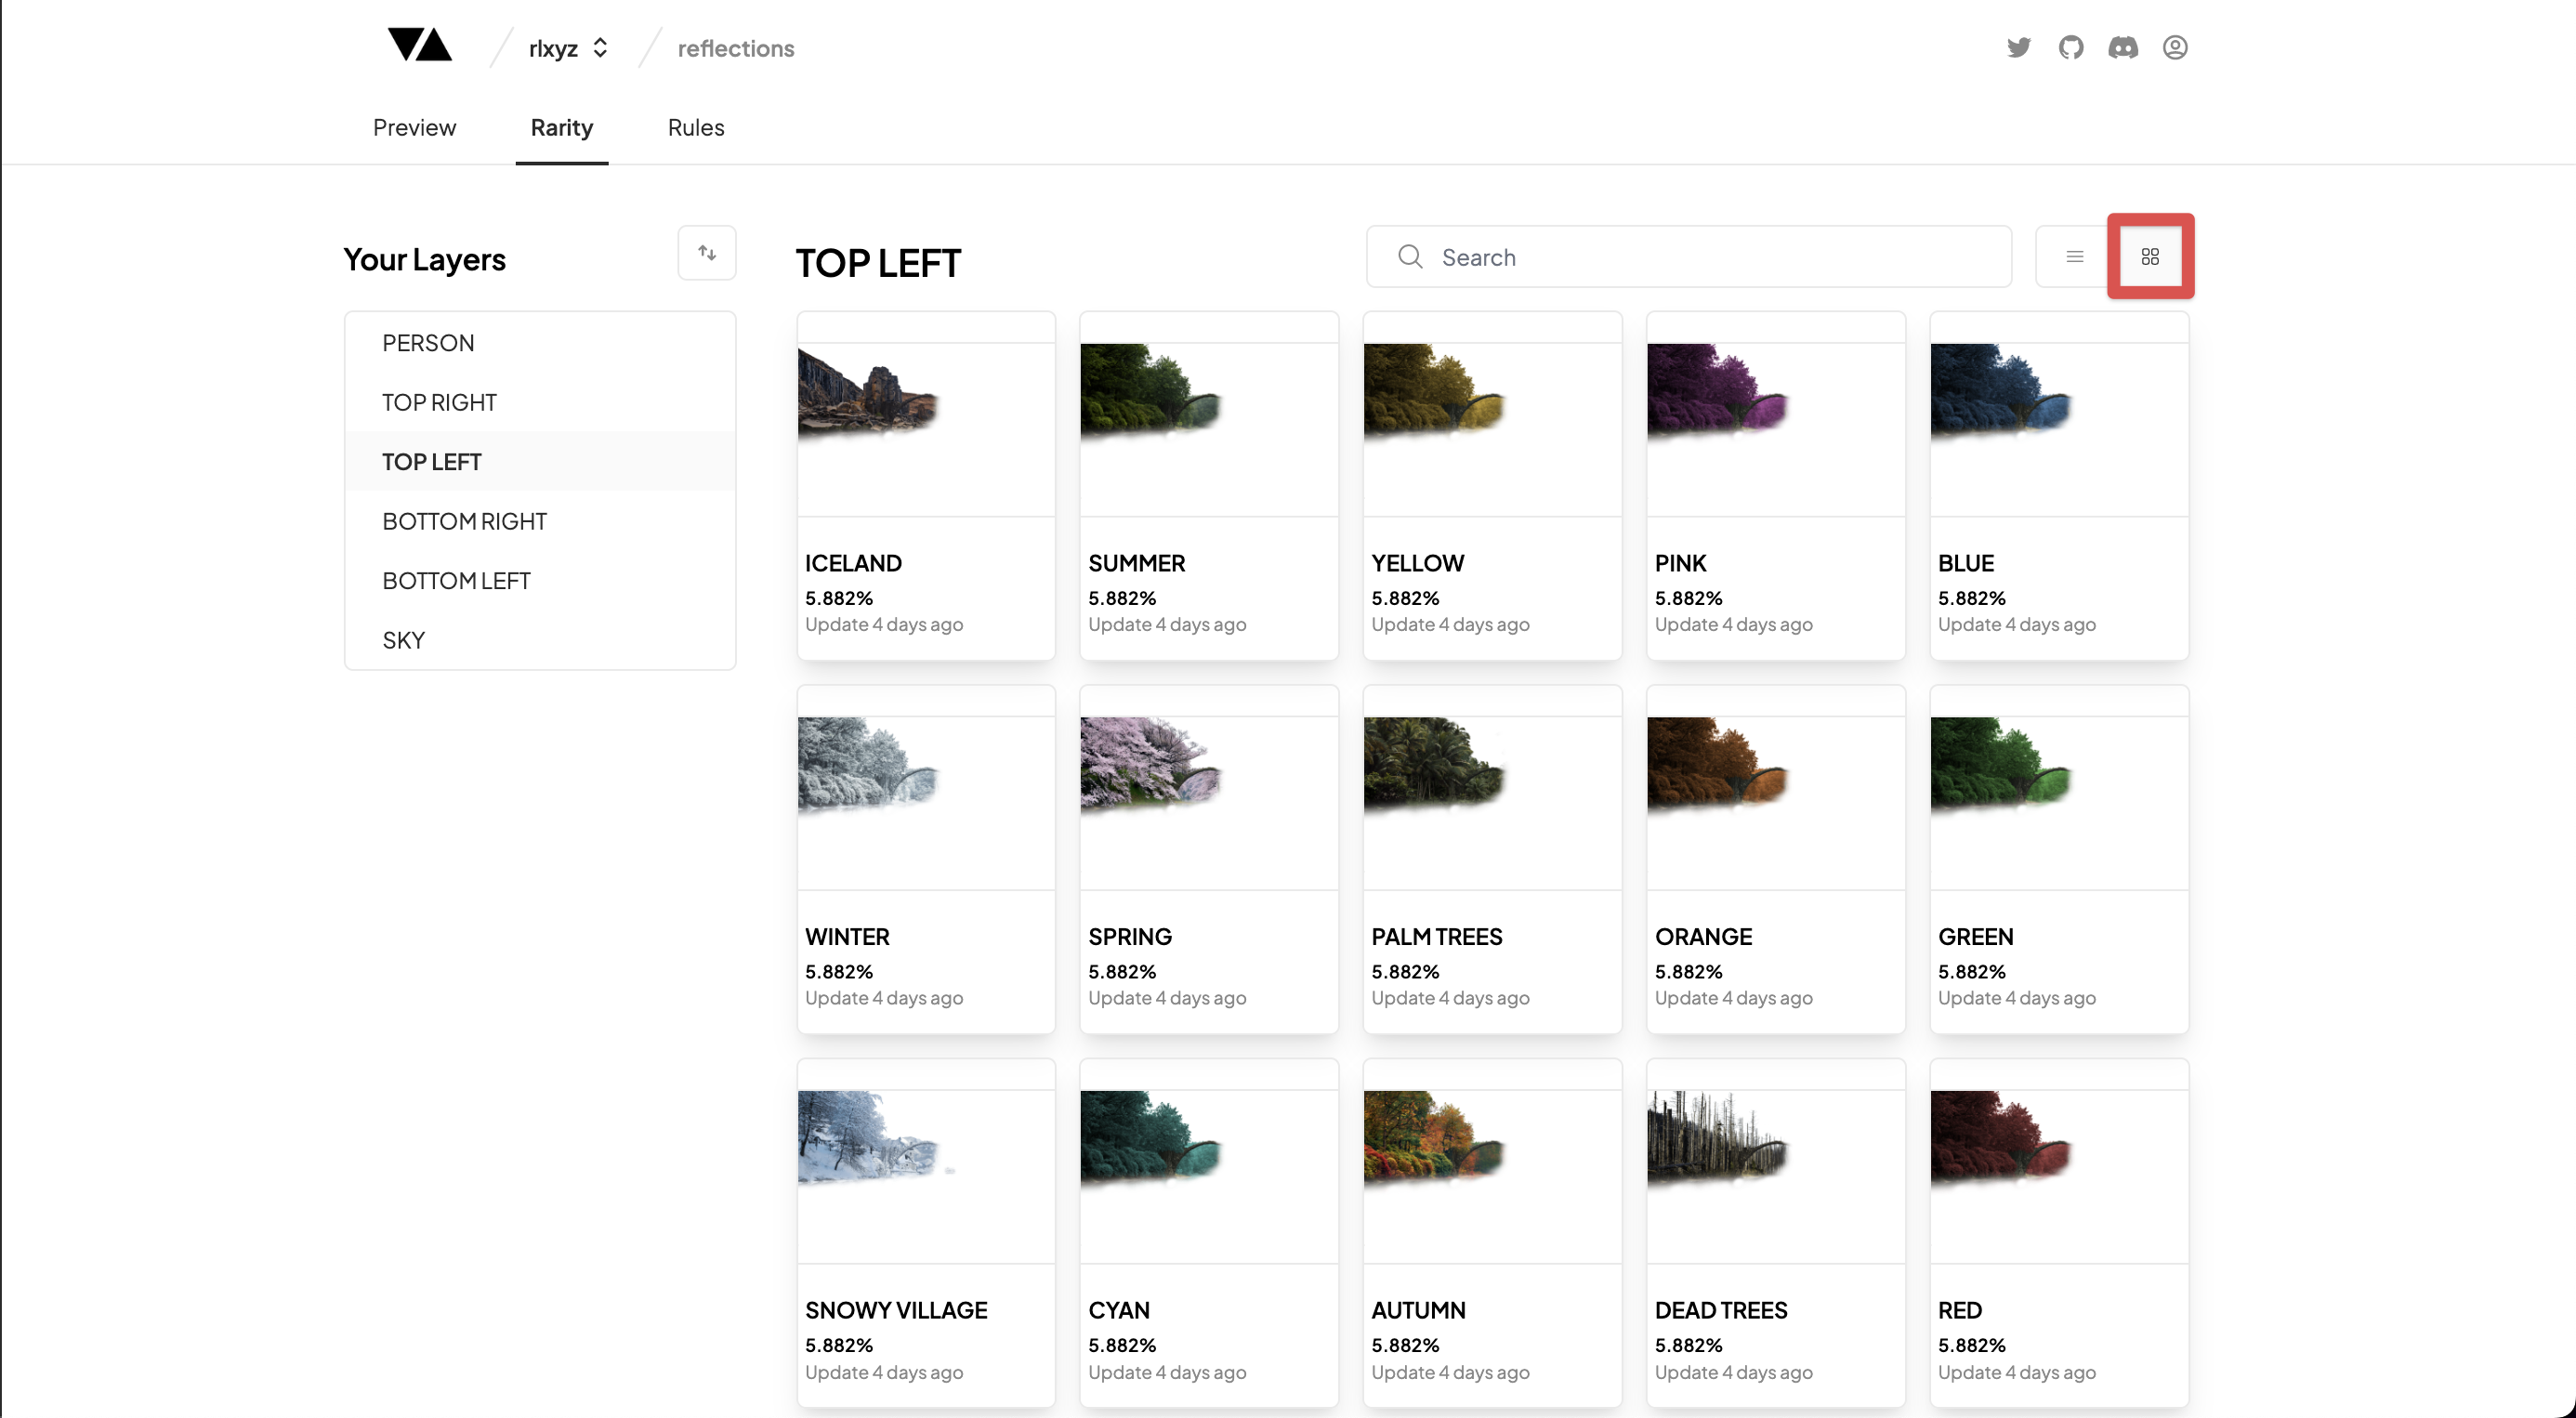 rlxyz
reflections
Preview
Rarity
Rules
Your Layers
PERSON
TOP RIGHT
TOP LEFT
BOTTOM RIGHT
BOTTOM LEFT
SKY
TOP LEFT
Search
ICELAND
5.882%
Update 4 days ago
SUMMER
5.882%
Update 4 days ago
YELLOW
5.882%
Update 4 days ago
PINK
5.882%
Update 4 days ago
BLUE
5.882%
Update 4 days ago
WINTER
5.882%
Update 4 days ago
SPRING
5.882%
Update 4 days ago
PALM TREES
5.882%
Update 4 days ago
ORANGE
5.882%
Update 4 days ago
GREEN
5.882%
Update 4 days ago
SNOWY VILLAGE
5.882%
Update 4 days ago
CYAN
5.882%
Update 4 days ago
AUTUMN
5.882%
Update 4 days ago
DEAD TREES
5.882%
Update 4 days ago
RED
5.882%
Update 4 days ago